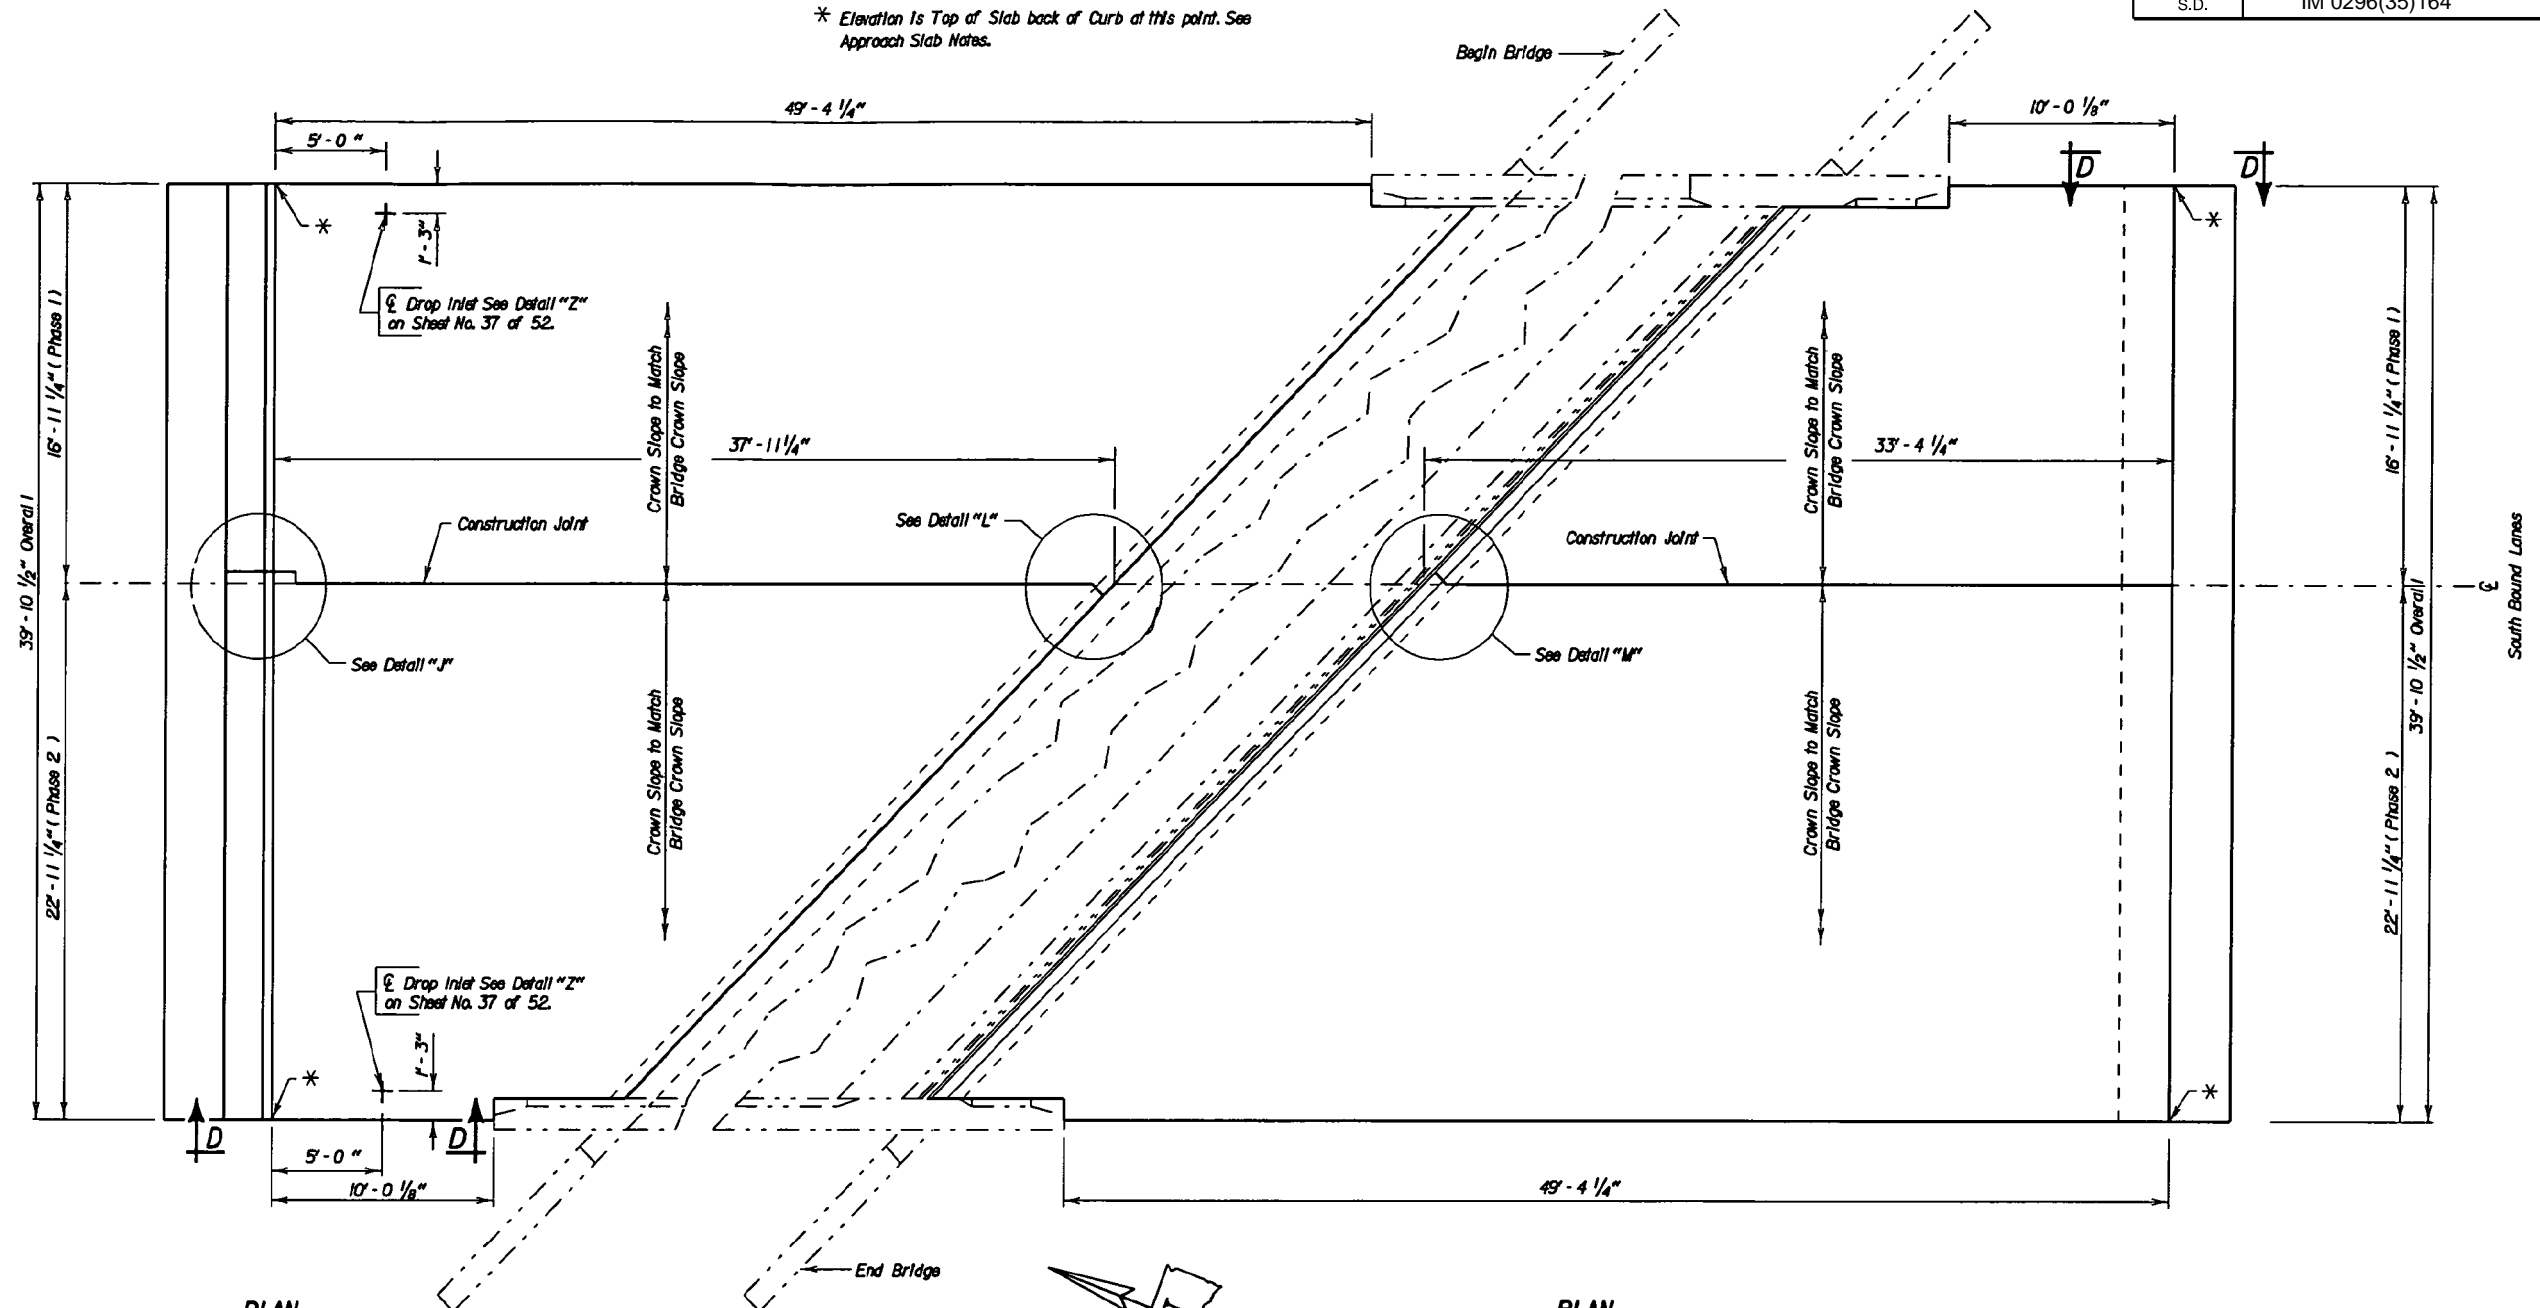 * Elevation is Top of Slab back of Curb at this point. See
Approach Slab Notes.
S.D.
IM 0296(35)164
Begin Bridge
49'- 4 1/4"
10'- 0 1/8"
5'-0 "
D
D
*
*
1'- 3"
16'- 11 1/4" ( Phase 1 )
16'- 11 1/4" ( Phase 1 )
℄ Drop Inlet See Detail "Z"
on Sheet No. 37 of 52.
Crown Slope to Match
Bridge Crown Slope
Crown Slope to Match
Bridge Crown Slope
37'- 11 1/4"
33'- 4 1/4"
39'- 10 1/2" Overall
39'- 10 1/2" Overall
Construction Joint
See Detail "L"
Construction Joint
℄
South Bound Lanes
See Detail "J"
See Detail "M"
Crown Slope to Match
Bridge Crown Slope
Crown Slope to Match
Bridge Crown Slope
22'- 11 1/4" ( Phase 2 )
22'- 11 1/4" ( Phase 2 )
℄ Drop Inlet See Detail "Z"
on Sheet No. 37 of 52.
1'- 3"
*
*
D
D
5'-0 "
10'- 0 1/8"
49'- 4 1/4"
End Bridge
PLAN
PLAN